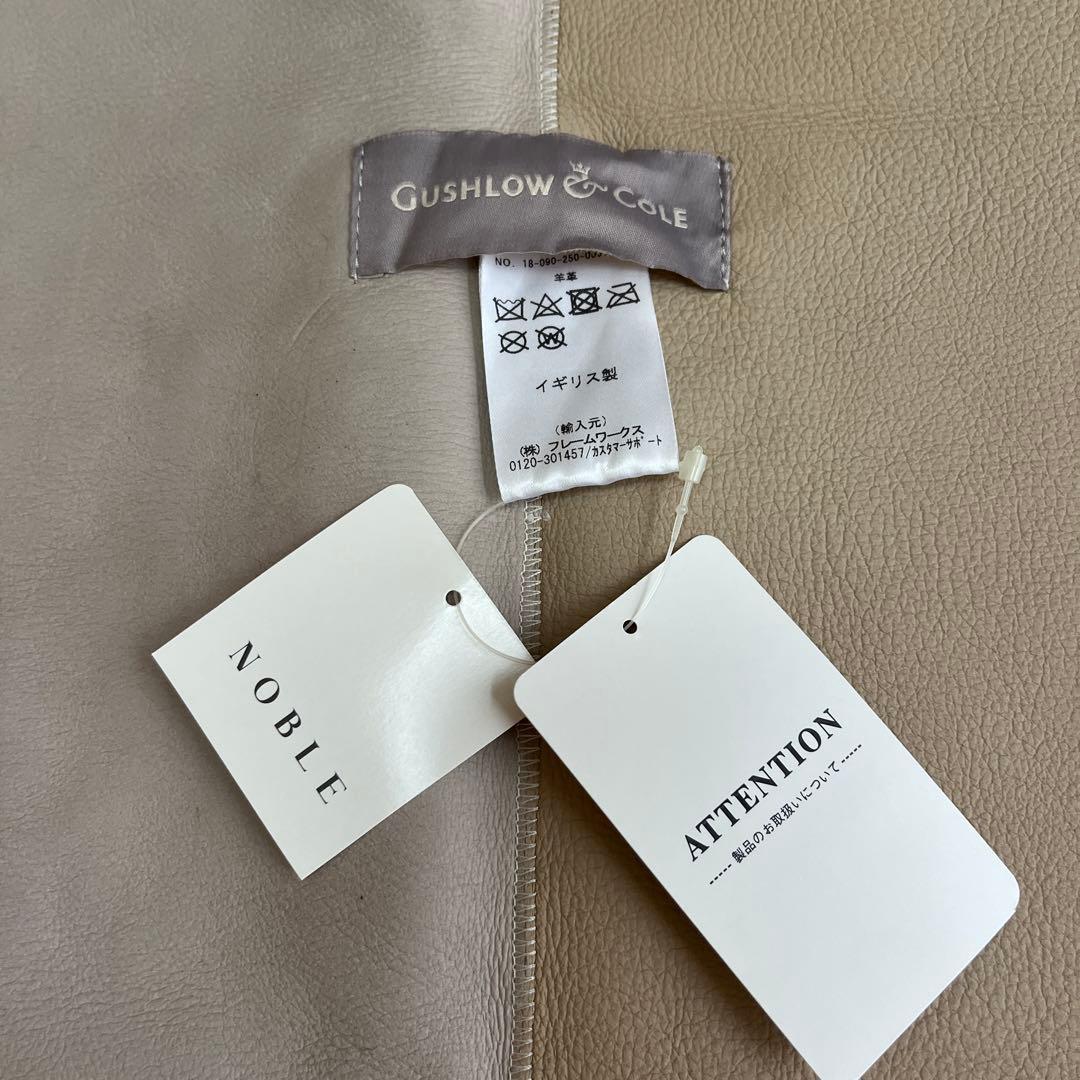 GUSHLOW & COLE
NO. 18-090-250-
羊革
イギリス製
(輸入元)
(株) フレームワークス
0120-301457/カスタマーサポート
NOBLE
ATTENTION
----- 製品のお取扱いについて -----